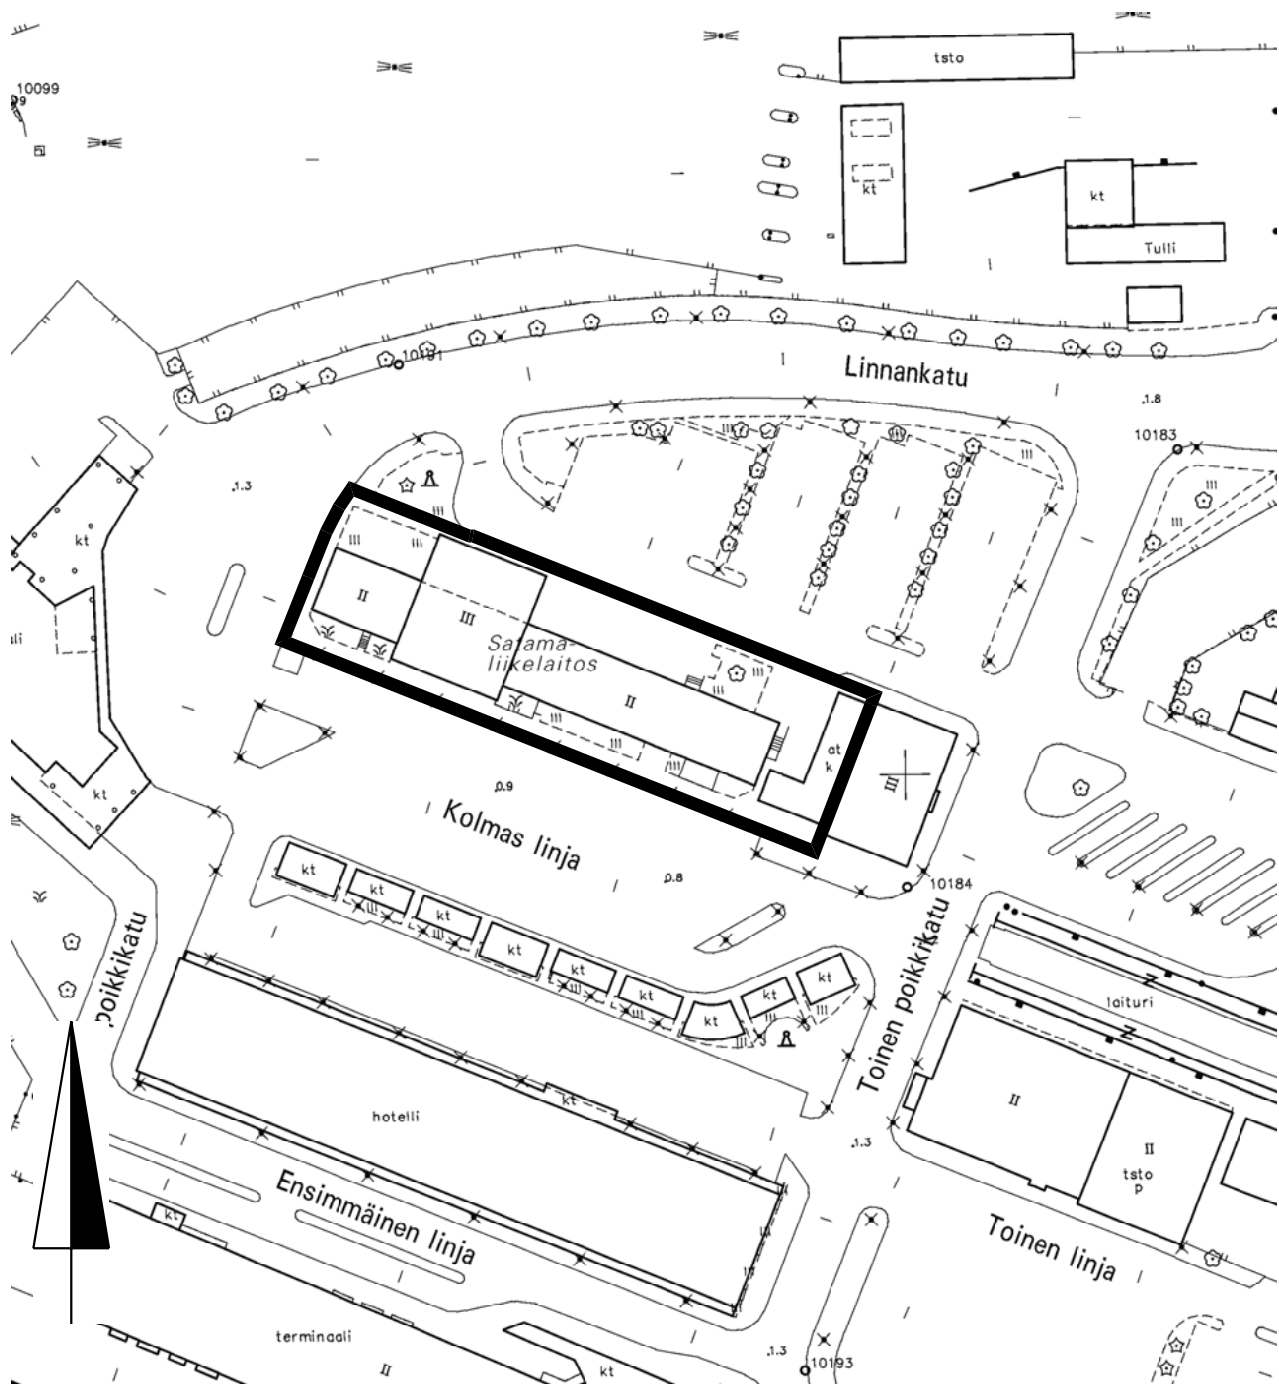 tsto
10099
9
kt
kt
Tulli
10191
Linnankatu
.1.8
10183
.1.3
kt
II
III
Satama-
liikelaitos
II
at
k
III
kt
0.9
Kolmas linja
0.8
10184
kt
kt
kt
kt
kt
kt
kt
kt
kt
poikkikatu
Toinen poikkikatu
laituri
hotelli
kt
II
II
tsto
p
.1.3
Ensimmäinen linja
kt
Toinen linja
terminaali
II
kt
.1.3
10193